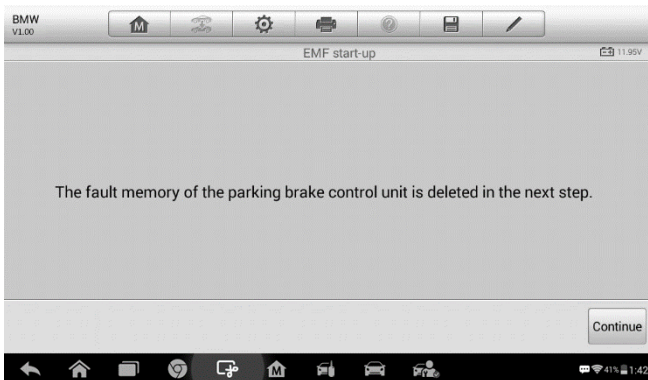 BMW
V1.00
EMF start-up
11.95V
The fault memory of the parking brake control unit is deleted in the next step.
Continue
41% 1:42